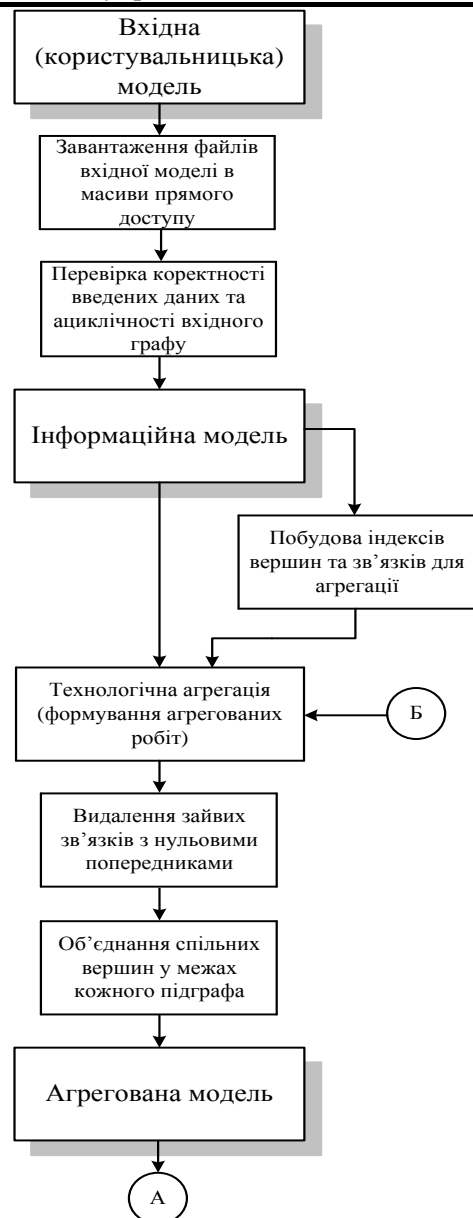 Вхідна
(користувальницька)
модель
Завантаження файлів
вхідної моделі в
масиви прямого
доступу
Перевірка коректності
введених даних та
ациклічності вхідного
графу
Інформаційна модель
Побудова індексів
вершин та зв’язків для
агрегації
Технологічна агрегація
(формування агрегованих
робіт)
Б
Видалення зайвих
зв’язків з нульовими
попередниками
Об’єднання спільних
вершин у межах
кожного підграфа
Агрегована модель
А